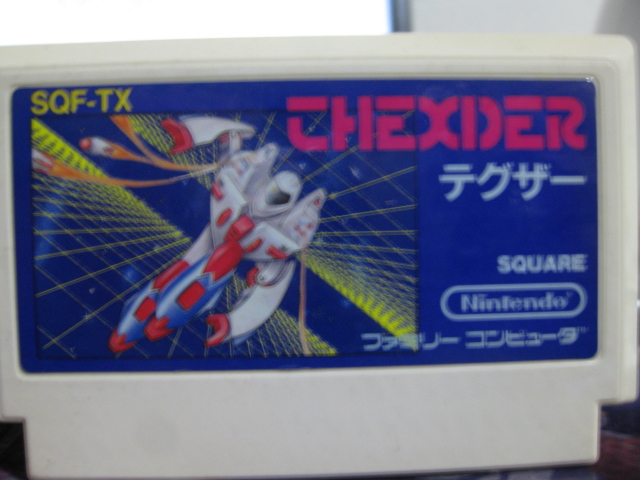 SQF-TX
THEXDER
テグザー
SQUARE
Nintendo
ファミリー コンピュータ